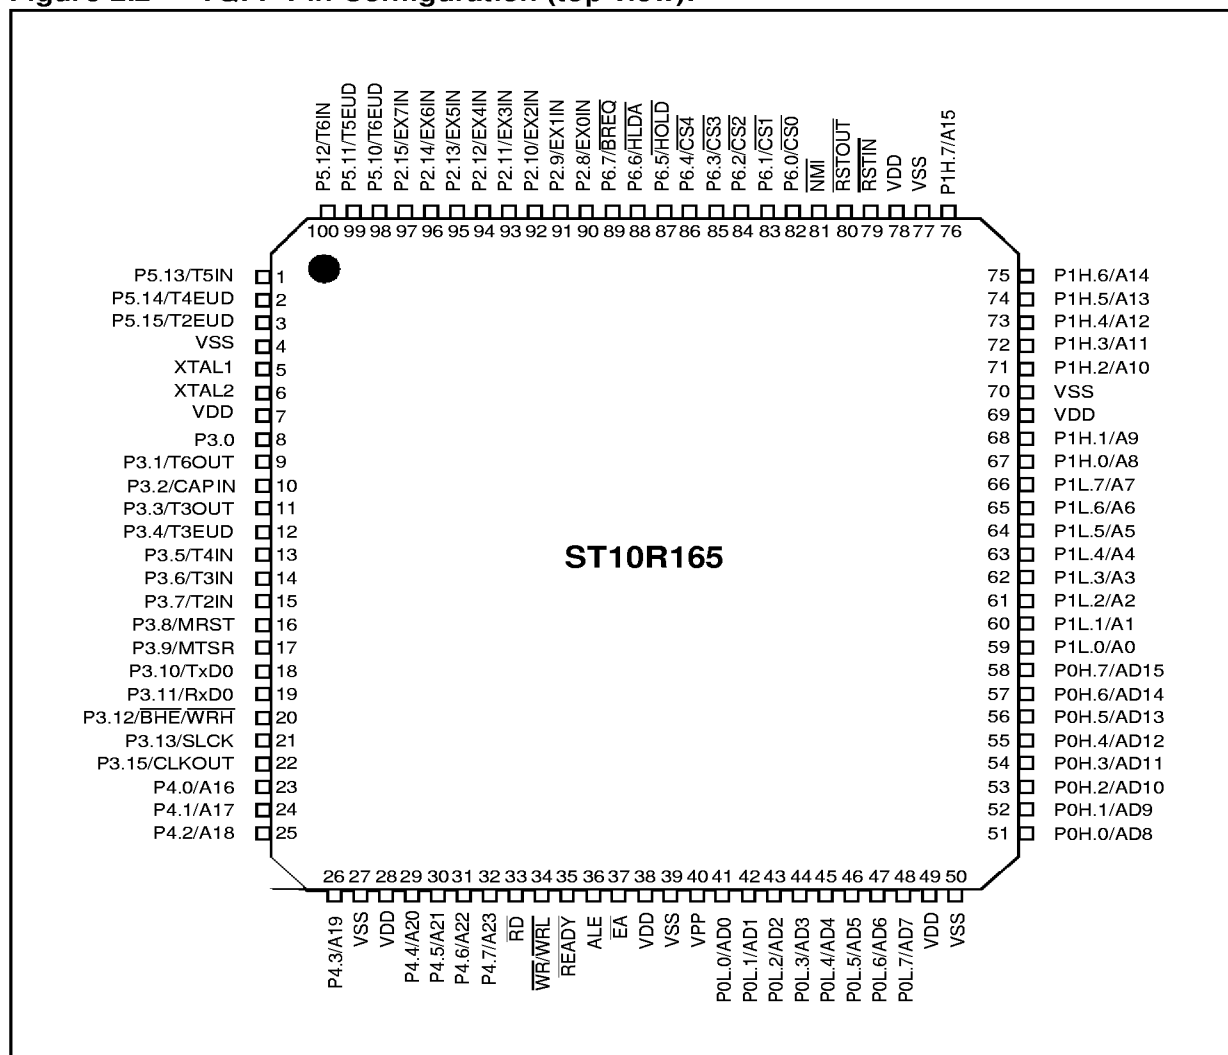 P5.12/T6IN
P5.11/T5EUD
P5.10/T6EUD
P2.15/EX7IN
P2.14/EX6IN
P2.13/EX5IN
P2.12/EX4IN
P2.11/EX3IN
P2.10/EX2IN
P2.9/EX1IN
P2.8/EX0IN
P6.7/BREQ
P6.6/HLDA
P6.5/HOLD
P6.4/CS4
P6.3/CS3
P6.2/CS2
P6.1/CS1
P6.0/CS0
NMI
RSTOUT
RSTIN
VDD
VSS
P1H.7/A15
100 99 98 97 96 95 94 93 92 91 90 89 88 87 86 85 84 83 82 81 80 79 78 77 76
P5.13/T5IN 1
P5.14/T4EUD 2
P5.15/T2EUD 3
VSS 4
XTAL1 5
XTAL2 6
VDD 7
P3.0 8
P3.1/T6OUT 9
P3.2/CAPIN 10
P3.3/T3OUT 11
P3.4/T3EUD 12
P3.5/T4IN 13
P3.6/T3IN 14
P3.7/T2IN 15
P3.8/MRST 16
P3.9/MTSR 17
P3.10/TxD0 18
P3.11/RxD0 19
P3.12/BHE/WRH 20
P3.13/SLCK 21
P3.15/CLKOUT 22
P4.0/A16 23
P4.1/A17 24
P4.2/A18 25
ST10R165
75 P1H.6/A14
74 P1H.5/A13
73 P1H.4/A12
72 P1H.3/A11
71 P1H.2/A10
70 VSS
69 VDD
68 P1H.1/A9
67 P1H.0/A8
66 P1L.7/A7
65 P1L.6/A6
64 P1L.5/A5
63 P1L.4/A4
62 P1L.3/A3
61 P1L.2/A2
60 P1L.1/A1
59 P1L.0/A0
58 P0H.7/AD15
57 P0H.6/AD14
56 P0H.5/AD13
55 P0H.4/AD12
54 P0H.3/AD11
53 P0H.2/AD10
52 P0H.1/AD9
51 P0H.0/AD8
26 27 28 29 30 31 32 33 34 35 36 37 38 39 40 41 42 43 44 45 46 47 48 49 50
P4.3/A19
VSS
VDD
P4.4/A20
P4.5/A21
P4.6/A22
P4.7/A23
RD
WR/WRL
READY
ALE
EA
VDD
VSS
VPP
P0L.0/AD0
P0L.1/AD1
P0L.2/AD2
P0L.3/AD3
P0L.4/AD4
P0L.5/AD5
P0L.6/AD6
P0L.7/AD7
VDD
VSS